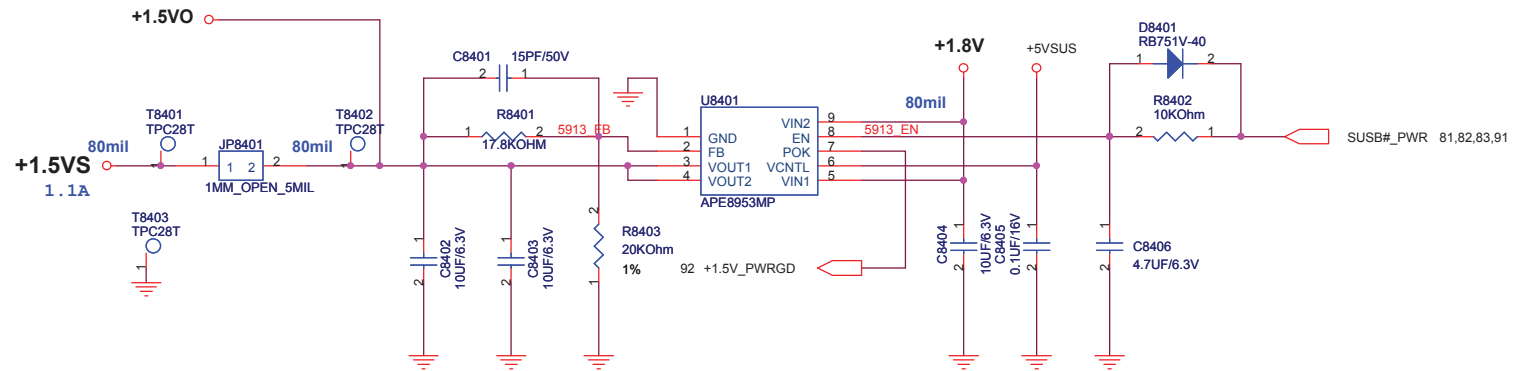 +1.5VO
C8401 15PF/50V
2 1
R8401
1 2
17.8KOHM
5913_FB
T8401
TPC28T
1
T8402
TPC28T
1
80mil
JP8401
80mil
+1.5VS
1 1 2 2
1MM_OPEN_5MIL
1.1A
T8403
TPC28T
1
U8401
1 GND
2 FB
3 VOUT1
4 VOUT2
VIN2 9
EN 8
POK 7
VCNTL 6
VIN1 5
APE8953MP
5913_EN
80mil
+1.8V
+5VSUS
D8401
RB751V-40
1 2
R8402
10KOhm
2 1
SUSB#_PWR 81,82,83,91
1
C8402
10UF/6.3V
2
1
C8403
10UF/6.3V
2
2
R8403
20KOhm
1%
1
92 +1.5V_PWRGD
1
C8404
10UF/6.3V
2
1
C8405
0.1UF/16V
2
1
C8406
4.7UF/6.3V
2